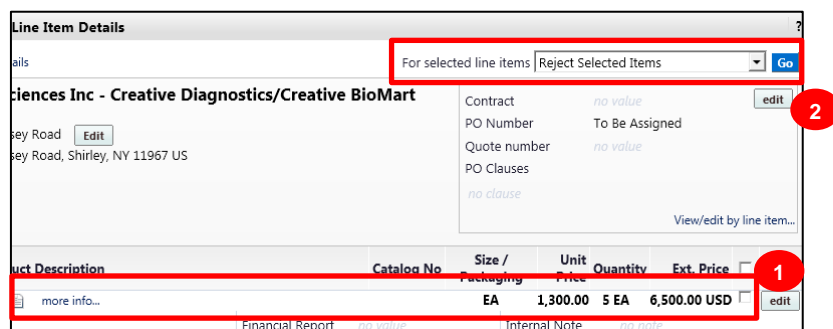 Line Item Details ?
ails For selected line items Reject Selected Items Go
ciences Inc - Creative Diagnostics/Creative BioMart
Contract no value edit
2
sey Road Edit PO Number To Be Assigned
sey Road, Shirley, NY 11967 US Quote number no value
PO Clauses
no clause
View/edit by line item...
uct Description Catalog No Size / Packaging Unit Price Quantity Ext. Price
1
more info... EA 1,300.00 5 EA 6,500.00 USD edit
Financial Report no value Internal Note no note